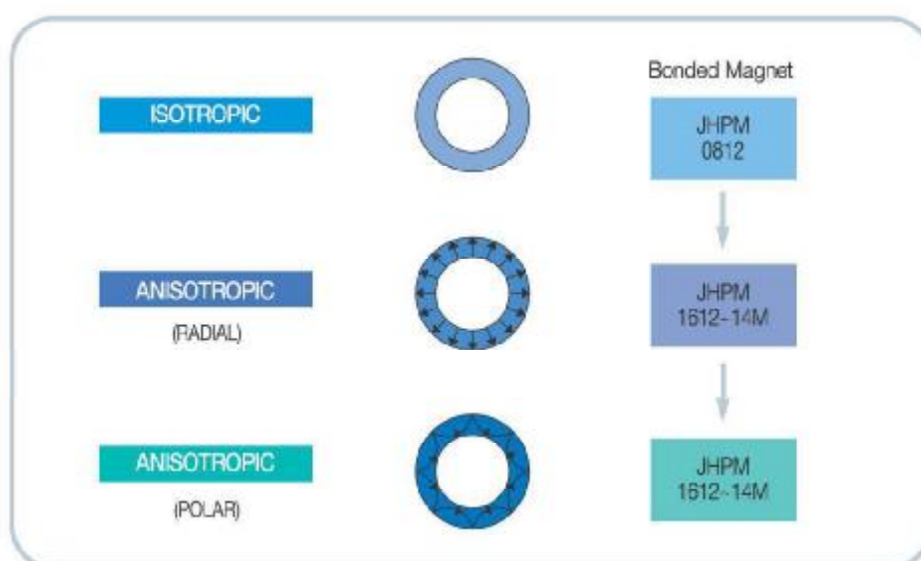 Bonded Magnet
ISOTROPIC
JHPM
0812
ANISOTROPIC
(RADIAL)
JHPM
1612~14M
ANISOTROPIC
(POLAR)
JHPM
1612~14M